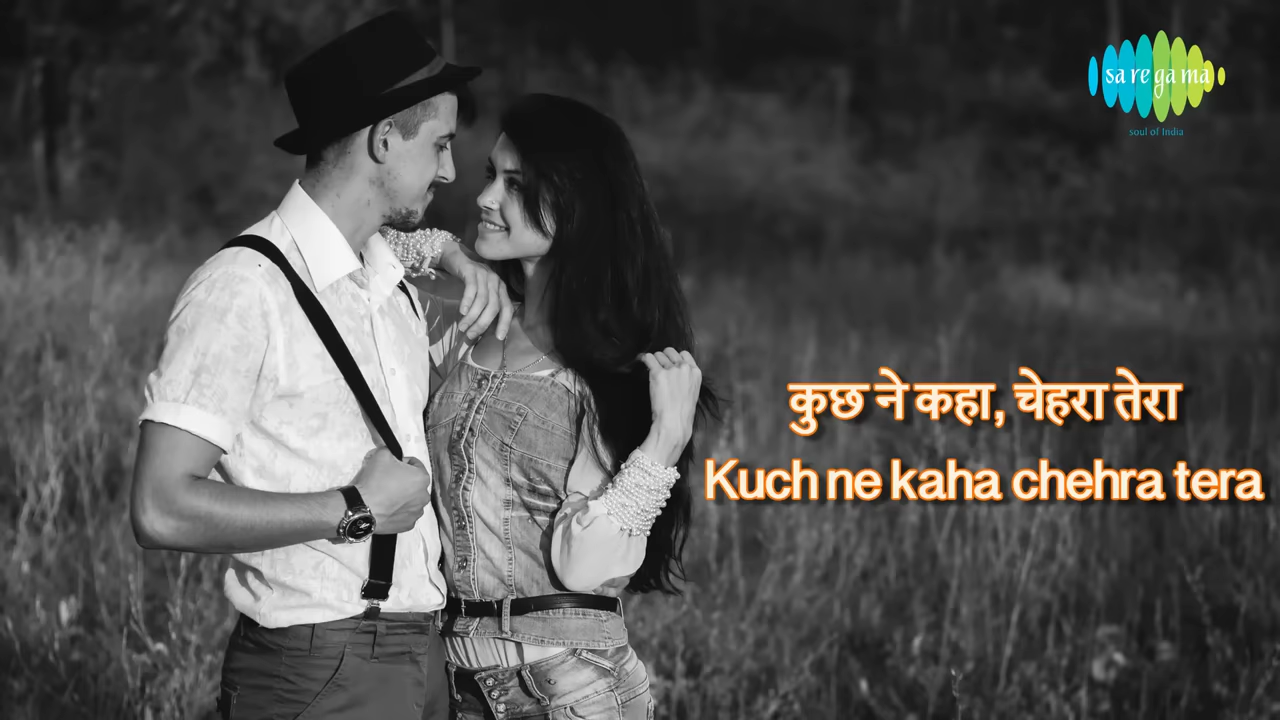 sa re ga ma
soul of India
कुछ ने कहा, चेहरा तेरा
Kuch ne kaha chehra tera